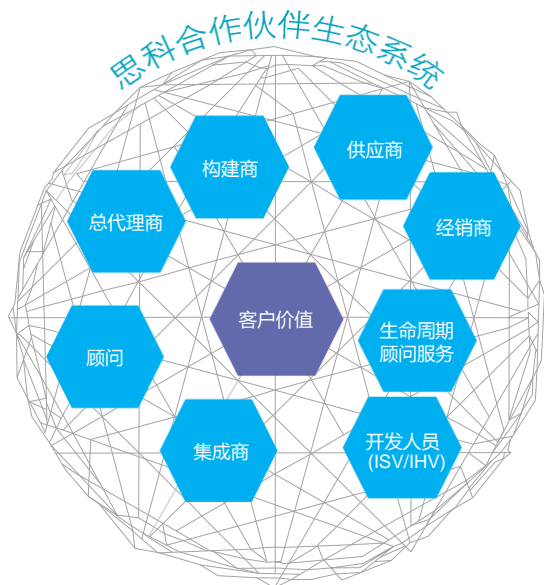 思科合作伙伴生态系统
供应商
构建商
总代理商
经销商
客户价值
生命周期
顾问服务
顾问
集成商
开发人员
(ISV/IHV)